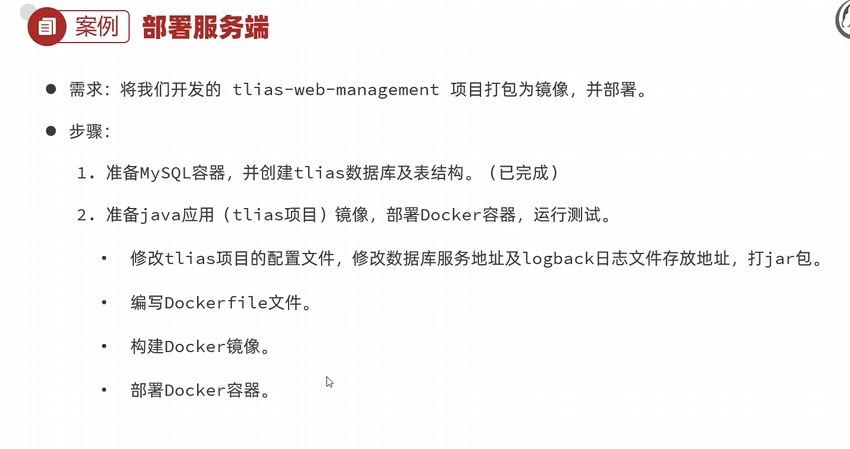 案例 部署服务端
● 需求：将我们开发的 tlias-web-management 项目打包为镜像，并部署。
● 步骤：
1. 准备MySQL容器，并创建tlias数据库及表结构。（已完成）
2. 准备java应用（tlias项目）镜像，部署Docker容器，运行测试。
• 修改tlias项目的配置文件，修改数据库服务地址及logback日志文件存放地址，打jar包。
• 编写Dockerfile文件。
• 构建Docker镜像。
• 部署Docker容器。